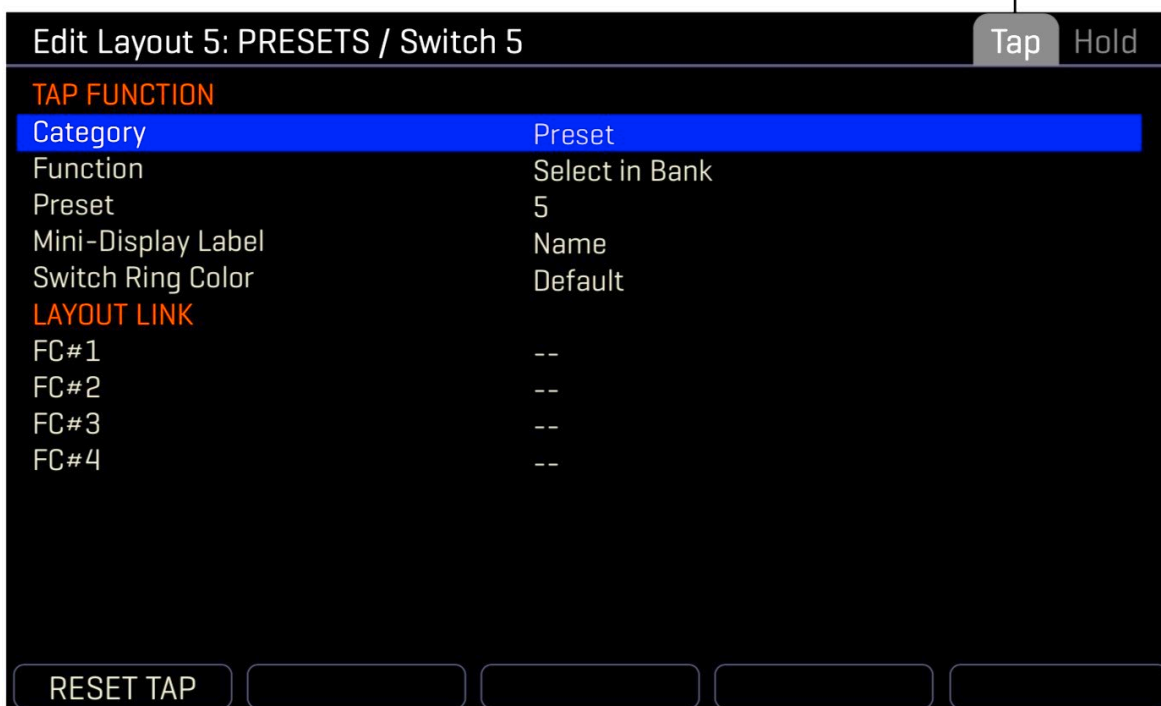 Edit Layout 5: PRESETS / Switch 5 Tap Hold
TAP FUNCTION
Category Preset
Function Select in Bank
Preset 5
Mini-Display Label Name
Switch Ring Color Default
LAYOUT LINK
FC#1 --
FC#2 --
FC#3 --
FC#4 --
RESET TAP